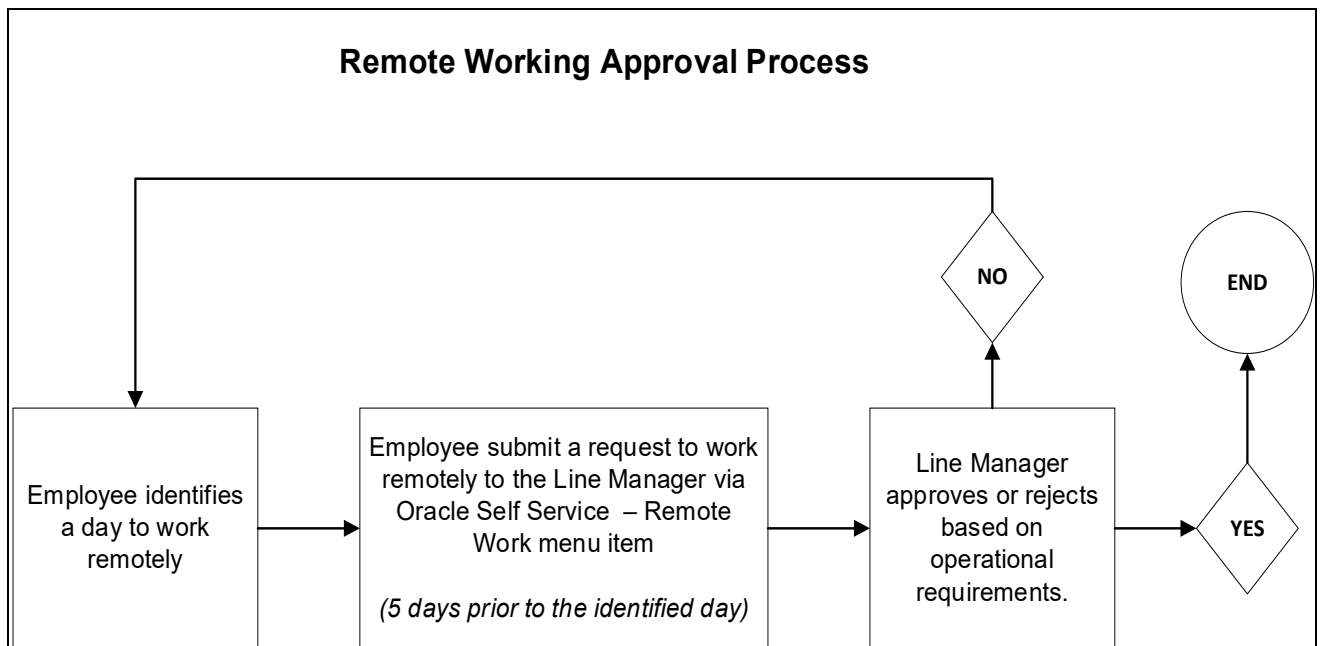 Remote Working Approval Process
NO
END
Employee identifies
a day to work
remotely
Employee submit a request to work
remotely to the Line Manager via
Oracle Self Service – Remote
Work menu item
(5 days prior to the identified day)
Line Manager
approves or rejects
based on
operational
requirements.
YES